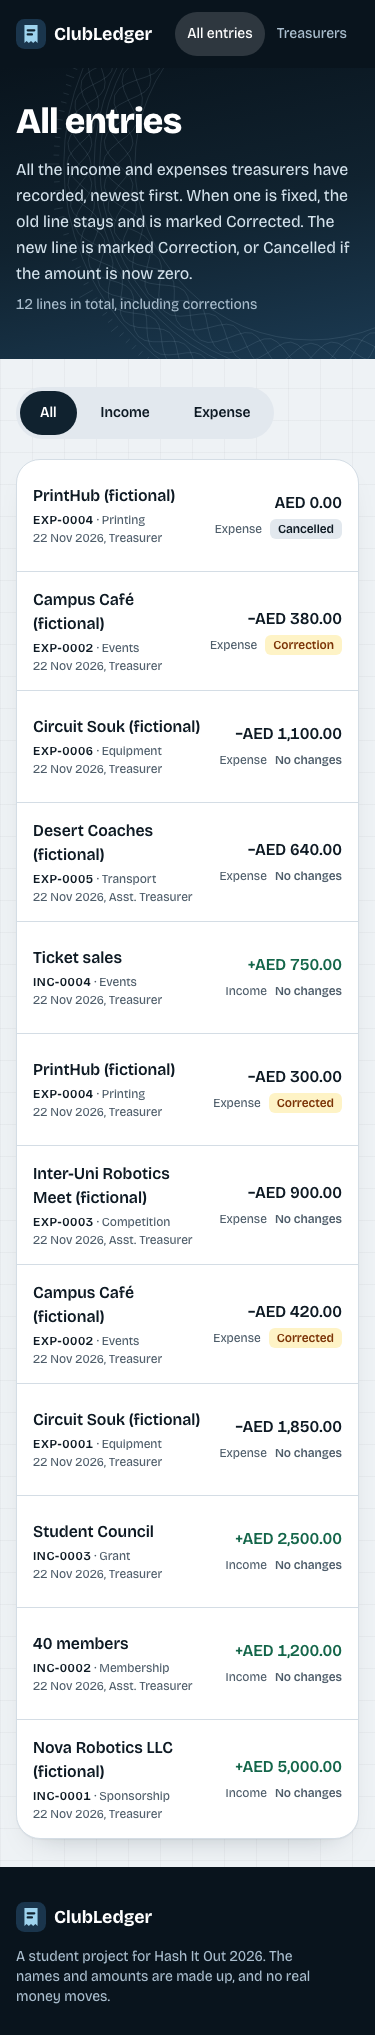 ClubLedger
All entries
Treasurers
All entries
All the income and expenses treasurers have
recorded, newest first. When one is fixed, the
old line stays and is marked Corrected. The
new line is marked Correction, or Cancelled if
the amount is now zero.
12 lines in total, including corrections
All
Income
Expense
PrintHub (fictional)
EXP-0004 · Printing
22 Nov 2026, Treasurer
AED 0.00
Expense Cancelled
Campus Café
(fictional)
EXP-0002 · Events
22 Nov 2026, Treasurer
−AED 380.00
Expense Correction
Circuit Souk (fictional)
EXP-0006 · Equipment
22 Nov 2026, Treasurer
−AED 1,100.00
Expense No changes
Desert Coaches
(fictional)
EXP-0005 · Transport
22 Nov 2026, Asst. Treasurer
−AED 640.00
Expense No changes
Ticket sales
INC-0004 · Events
22 Nov 2026, Treasurer
+AED 750.00
Income No changes
PrintHub (fictional)
EXP-0004 · Printing
22 Nov 2026, Treasurer
−AED 300.00
Expense Corrected
Inter-Uni Robotics
Meet (fictional)
EXP-0003 · Competition
22 Nov 2026, Asst. Treasurer
−AED 900.00
Expense No changes
Campus Café
(fictional)
EXP-0002 · Events
22 Nov 2026, Treasurer
−AED 420.00
Expense Corrected
Circuit Souk (fictional)
EXP-0001 · Equipment
22 Nov 2026, Treasurer
−AED 1,850.00
Expense No changes
Student Council
INC-0003 · Grant
22 Nov 2026, Treasurer
+AED 2,500.00
Income No changes
40 members
INC-0002 · Membership
22 Nov 2026, Asst. Treasurer
+AED 1,200.00
Income No changes
Nova Robotics LLC
(fictional)
INC-0001 · Sponsorship
22 Nov 2026, Treasurer
+AED 5,000.00
Income No changes
ClubLedger
A student project for Hash It Out 2026. The
names and amounts are made up, and no real
money moves.